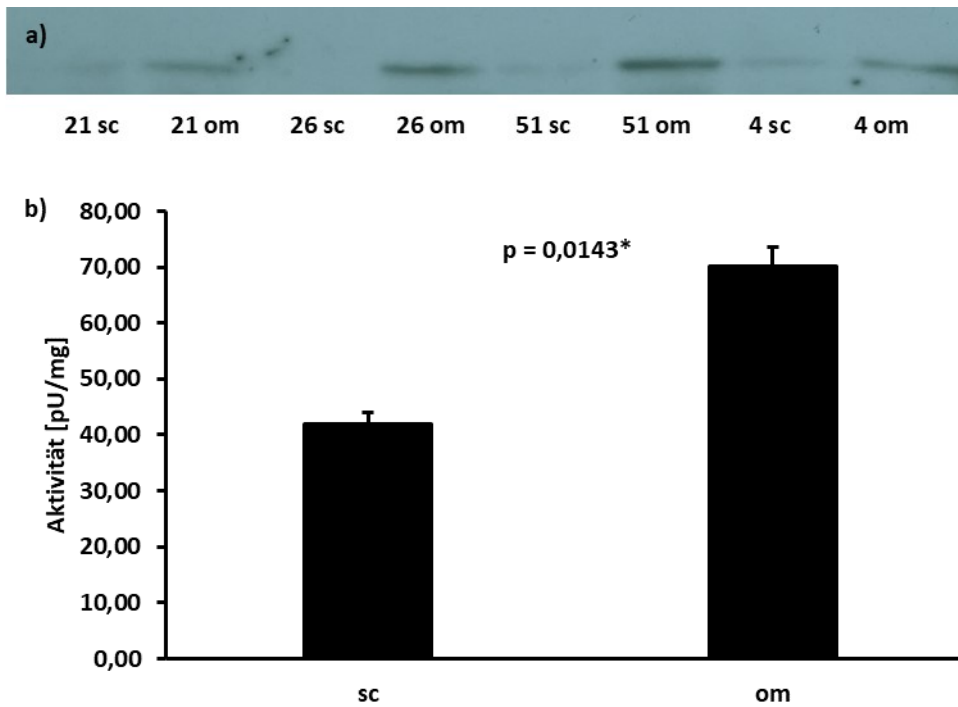 a)
21 sc 21 om 26 sc 26 om 51 sc 51 om 4 sc 4 om
b)
Aktivität [pU/mg]
80,00
70,00
60,00
50,00
40,00
30,00
20,00
10,00
0,00
p = 0,0143*
sc om